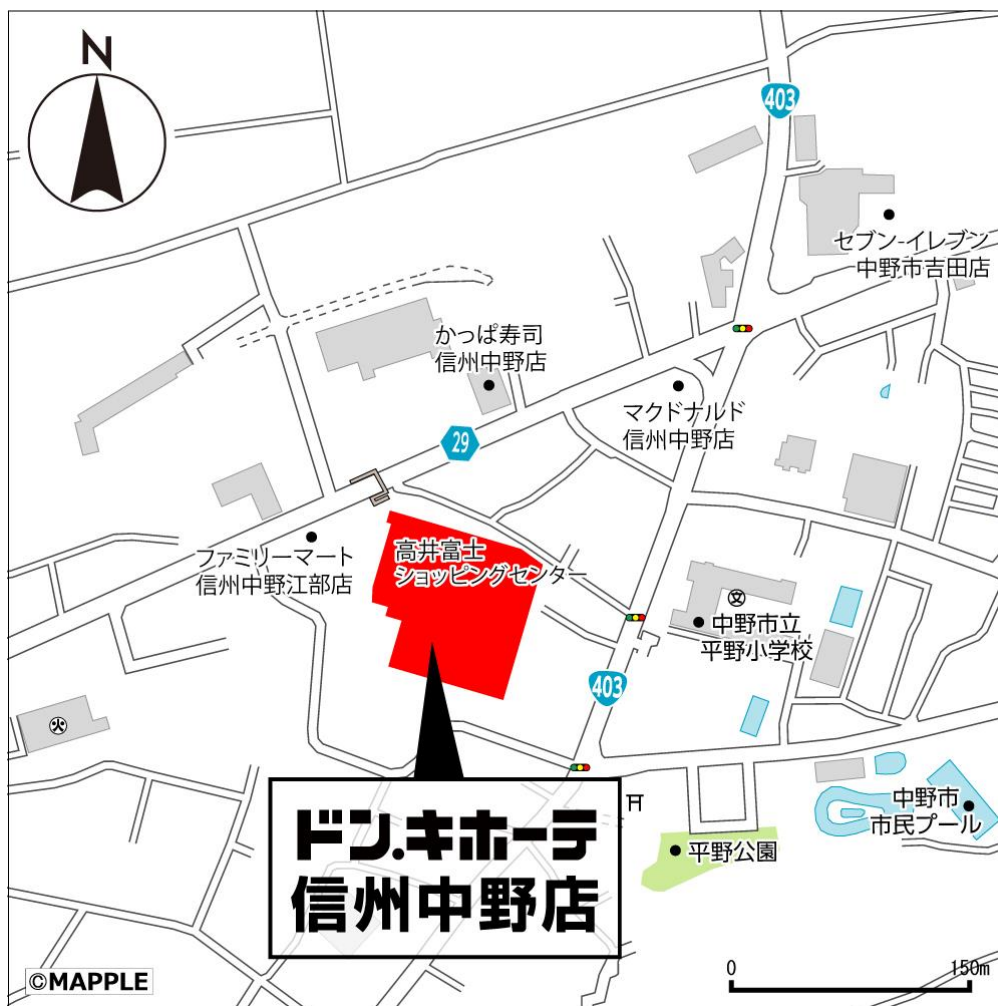 N
403
セブン-イレブン
中野市吉田店
かっぱ寿司
信州中野店
マクドナルド
信州中野店
29
ファミリーマート
信州中野江部店
高井富士
ショッピングセンター
文
中野市立
平野小学校
403
火
ドン.キホーテ
信州中野店
中野市
市民プール
平野公園
0 150m
©MAPPLE